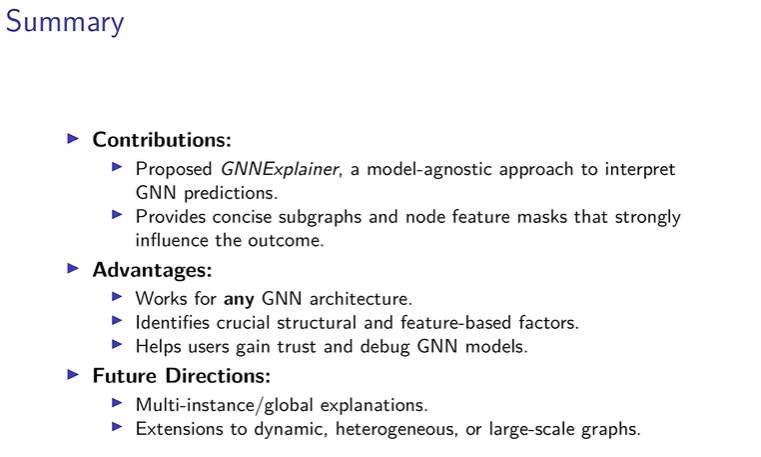 Summary
Contributions:
Proposed GNNExplainer, a model-agnostic approach to interpret
GNN predictions.
Provides concise subgraphs and node feature masks that strongly
influence the outcome.
Advantages:
Works for any GNN architecture.
Identifies crucial structural and feature-based factors.
Helps users gain trust and debug GNN models.
Future Directions:
Multi-instance/global explanations.
Extensions to dynamic, heterogeneous, or large-scale graphs.